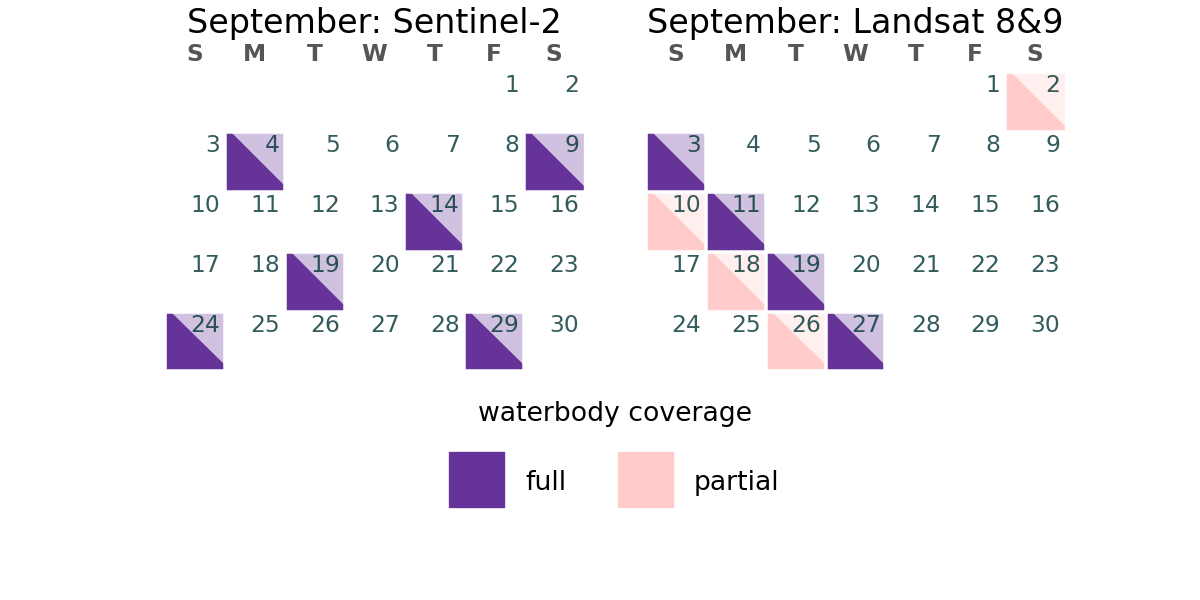 September: Sentinel-2
S M T W T F S
1 2
3 4 5 6 7 8 9
10 11 12 13 14 15 16
17 18 19 20 21 22 23
24 25 26 27 28 29 30
September: Landsat 8&9
S M T W T F S
1 2
3 4 5 6 7 8 9
10 11 12 13 14 15 16
17 18 19 20 21 22 23
24 25 26 27 28 29 30
waterbody coverage
full partial